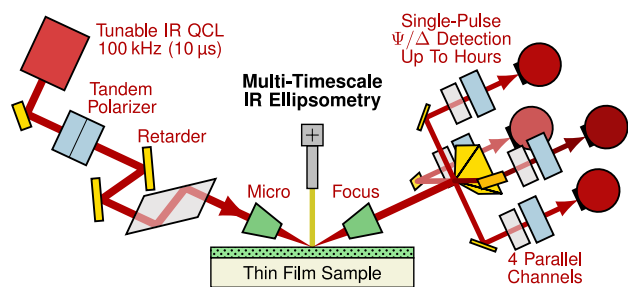 Tunable IR QCL
100 kHz (10 µs)
Tandem
Polarizer
Retarder
Multi-Timescale
IR Ellipsometry
Single-Pulse
Ψ/Δ Detection
Up To Hours
Micro
Focus
4 Parallel
Channels
Thin Film Sample